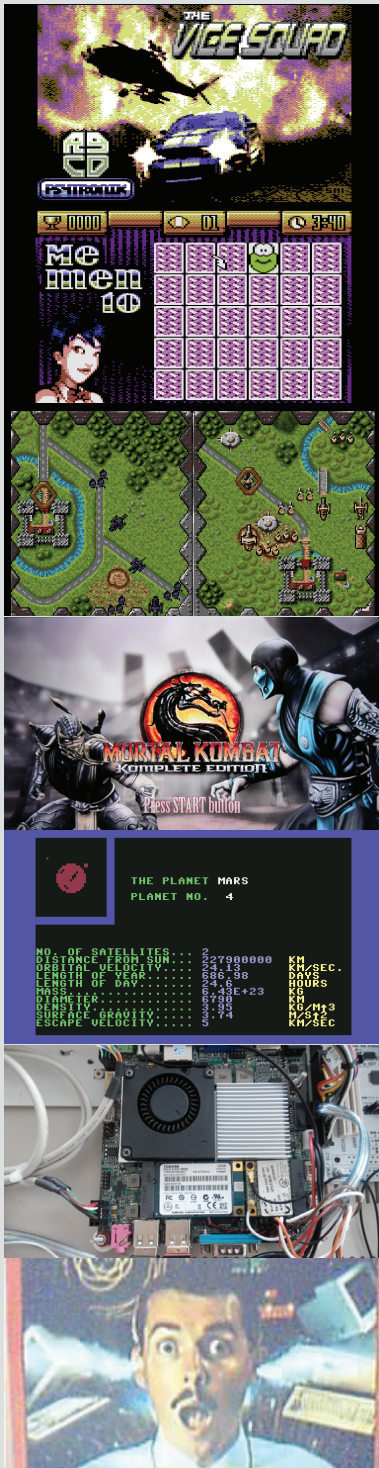 THE
VICE SQUAD
RGCD
PSYTRONIK
0000
01
3:40
Me
men
to
MORTAL KOMBAT
KOMPLETE EDITION
Press START button
THE PLANET MARS
PLANET NO. 4
NO. OF SATELLITES... 2
DISTANCE FROM SUN... 227900000 KM
ORBITAL VELOCITY.... 24.13 KM/SEC.
LENGTH OF YEAR...... 686.98 DAYS
LENGTH OF DAY....... 24.6 HOURS
MASS................ 6.43E+23 KG
DIAMETER............ 6790 KM
DENSITY............. 3.95 KG/M↑3
SURFACE GRAVITY..... 3.74 M/S↑2
ESCAPE VELOCITY..... 5 KM/SEC
TOSHIBA